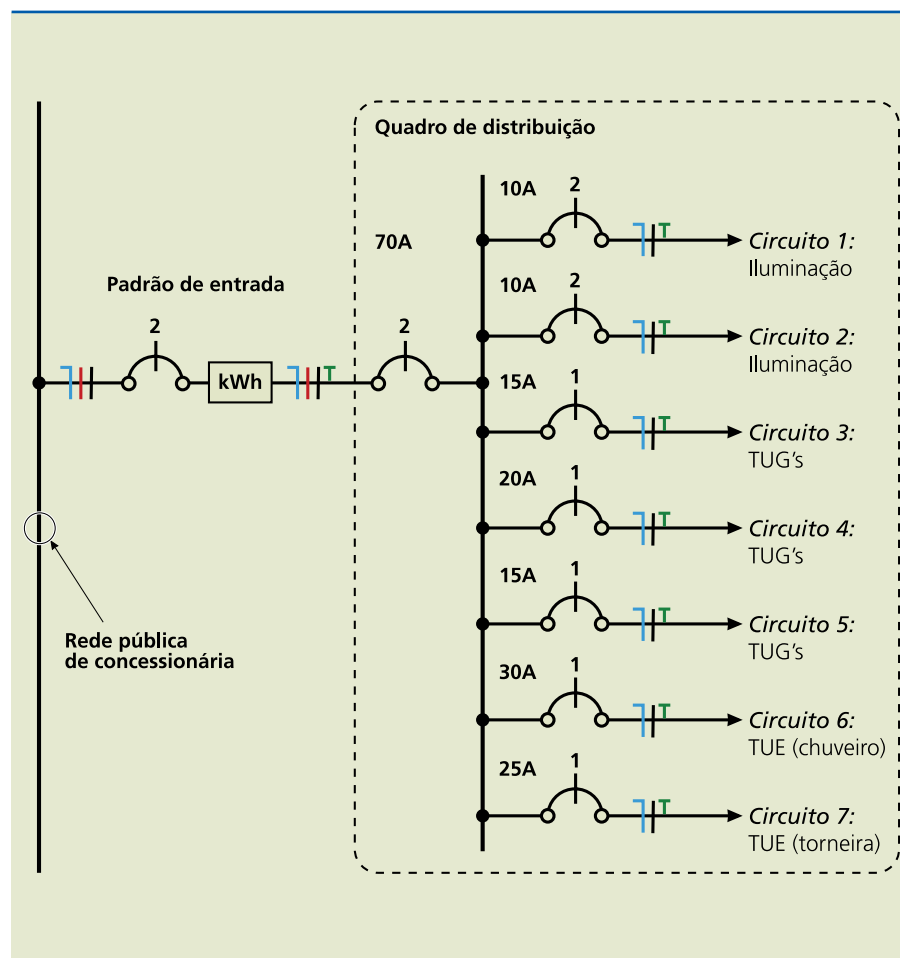 Quadro de distribuição
10A
2
Circuito 1:
Iluminação
70A
2
10A
2
Circuito 2:
Iluminação
Padrão de entrada
2
kWh
T
15A
1
T
Circuito 3:
TUG's
20A
1
T
Circuito 4:
TUG's
15A
1
T
Circuito 5:
TUG's
30A
1
T
Circuito 6:
TUE (chuveiro)
25A
1
T
Circuito 7:
TUE (torneira)
Rede pública
de concessionária